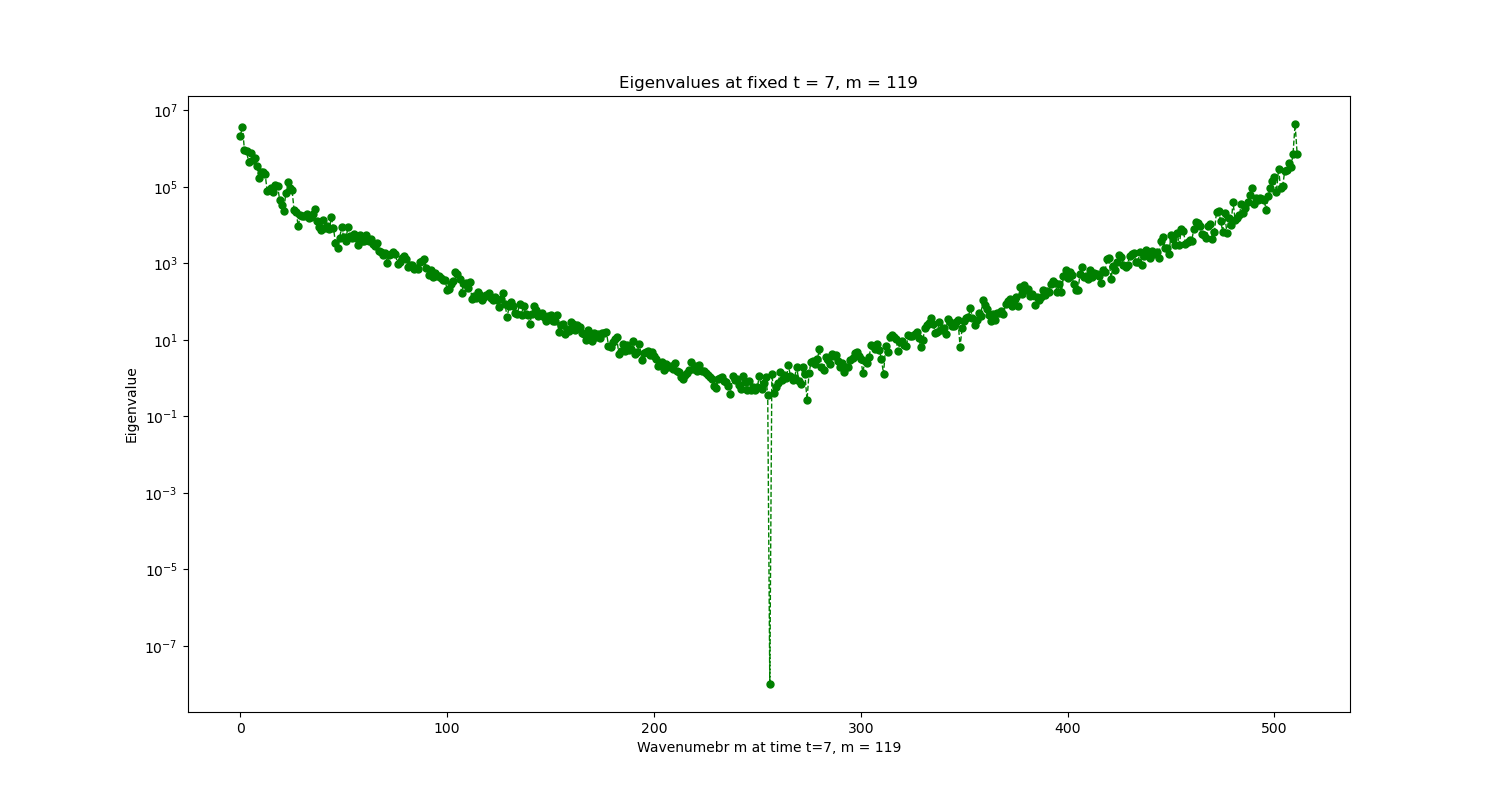 Eigenvalues at fixed t = 7, m = 119
10^7
10^5
10^3
10^1
10^-1
10^-3
10^-5
10^-7
Eigenvalue
0 100 200 300 400 500
Wavenumebr m at time t=7, m = 119